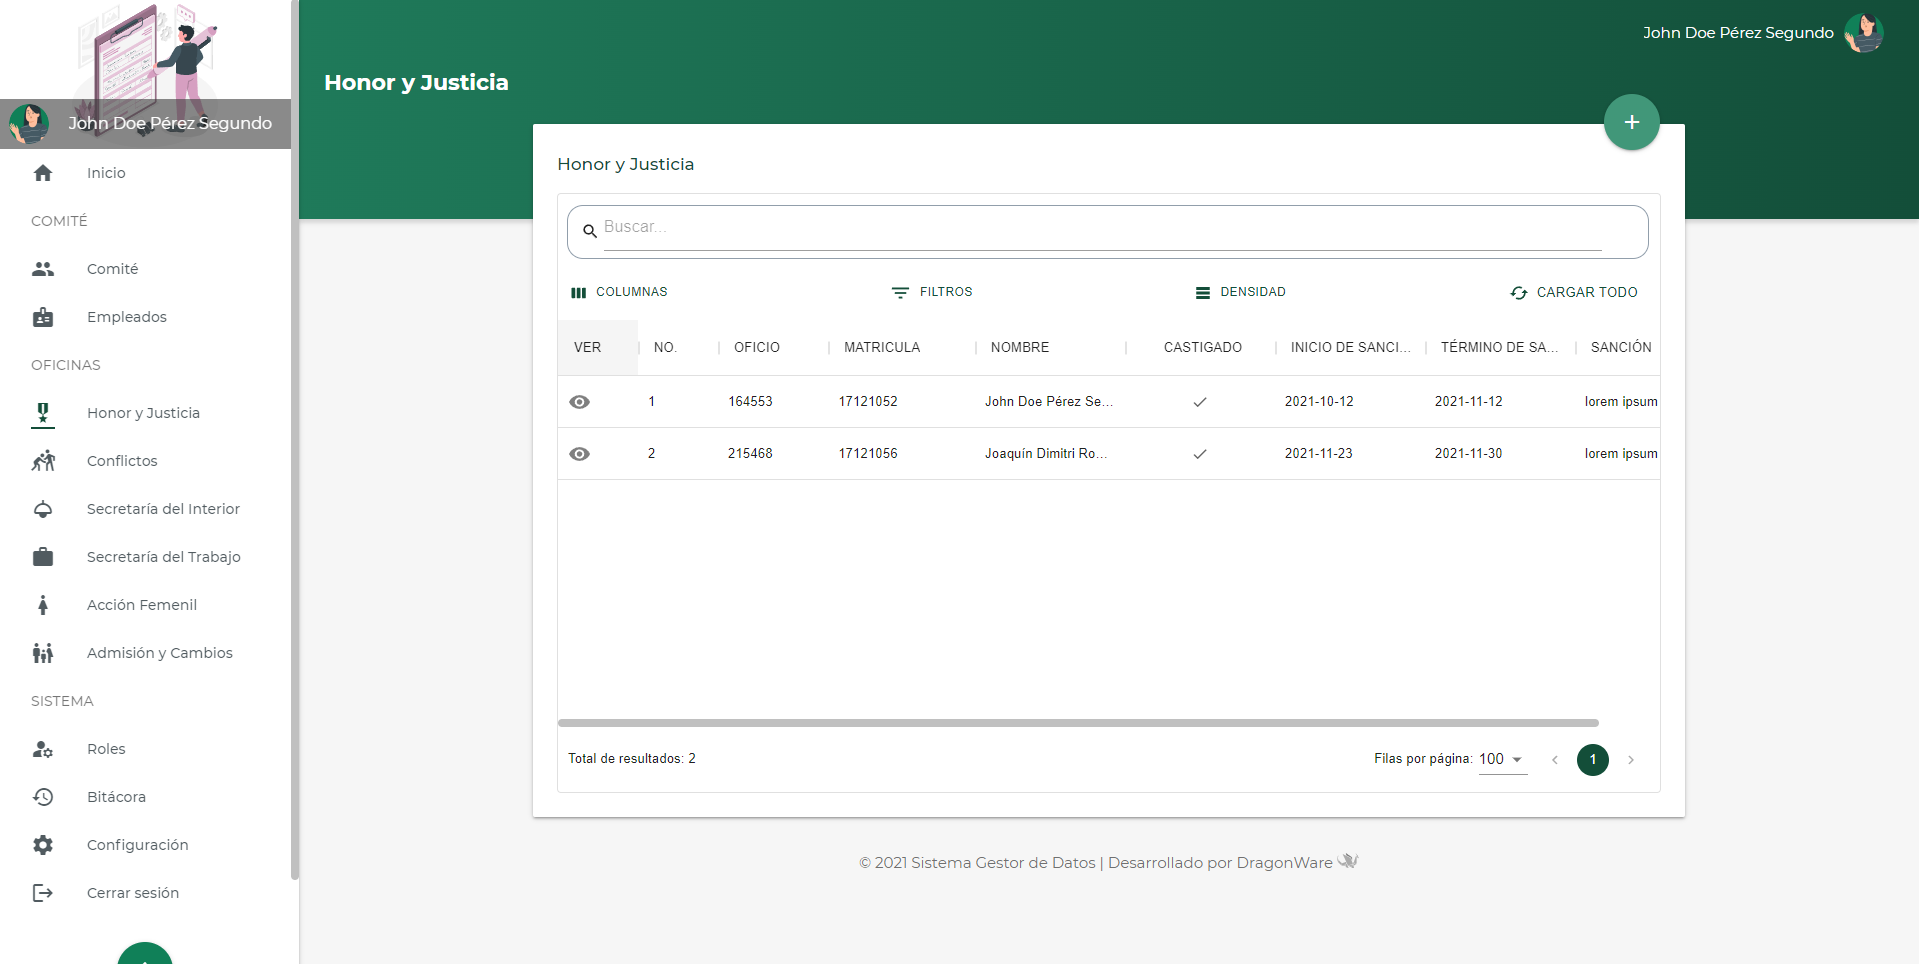 John Doe Pérez Segundo
Inicio
COMITÉ
Comité
Empleados
OFICINAS
Honor y Justicia
Conflictos
Secretaría del Interior
Secretaría del Trabajo
Acción Femenil
Admisión y Cambios
SISTEMA
Roles
Bitácora
Configuración
Cerrar sesión
John Doe Pérez Segundo
Honor y Justicia
+
Honor y Justicia
Buscar...
COLUMNAS FILTROS DENSIDAD CARGAR TODO
VER NO. OFICIO MATRICULA NOMBRE CASTIGADO INICIO DE SANCI... TÉRMINO DE SA... SANCIÓN
1 164553 17121052 John Doe Pérez Se... 2021-10-12 2021-11-12 lorem ipsum
2 215468 17121056 Joaquín Dimitri Ro... 2021-11-23 2021-11-30 lorem ipsum
Total de resultados: 2 Filas por página: 100 1
© 2021 Sistema Gestor de Datos | Desarrollado por DragonWare